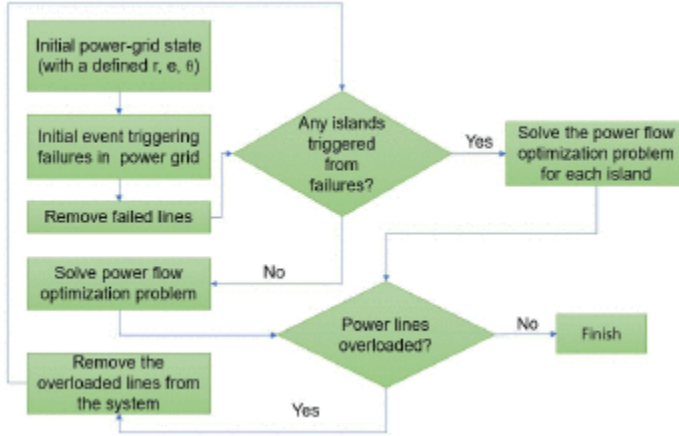 Initial power-grid state
(with a defined r, e, θ)
Initial event triggering
failures in power grid
Remove failed lines
Any islands
triggered
from
failures?
Yes
Solve the power flow
optimization problem
for each island
No
Solve power flow
optimization problem
Power lines
overloaded?
No
Finish
Remove the
overloaded lines from
the system
Yes